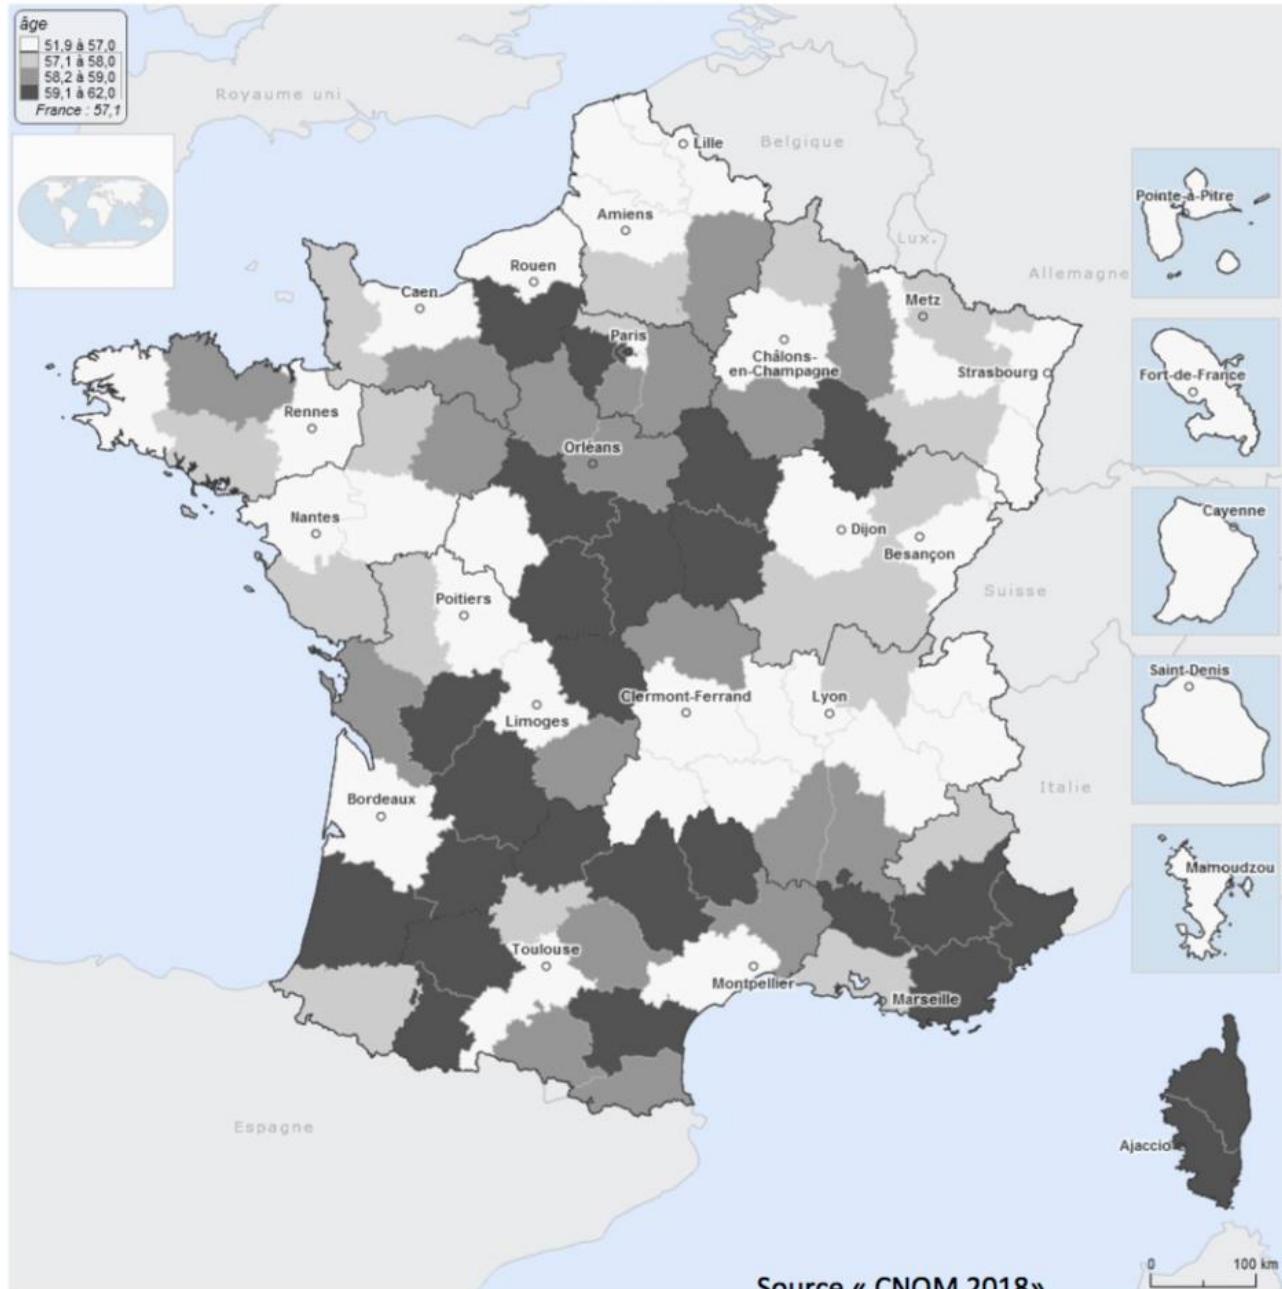 âge
51,9 à 57,0
57,1 à 58,0
58,2 à 59,0
59,1 à 62,0
France : 57,1
Royaume uni
Belgique
Lille
Pointe-à-Pitre
Amiens
Lux.
Allemagne
Rouen
Caen
Metz
Paris
Châlons-
en-Champagne
Strasbourg
Fort-de-France
Rennes
Orléans
Nantes
Dijon
Besançon
Cayenne
Suisse
Poitiers
Saint-Denis
Clermont-Ferrand
Lyon
Limoges
Italie
Bordeaux
Mamoudzou
Toulouse
Montpellier
Marseille
Espagne
Ajaccio
0 100 km
Source « CNOM 2018»